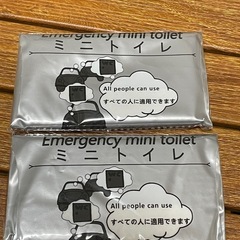 Emergency mini toilet
ミニトイレ
All people can use
すべての人に適用できます
Emergency mini toilet
ミニトイレ
All people can use
すべての人に適用できます